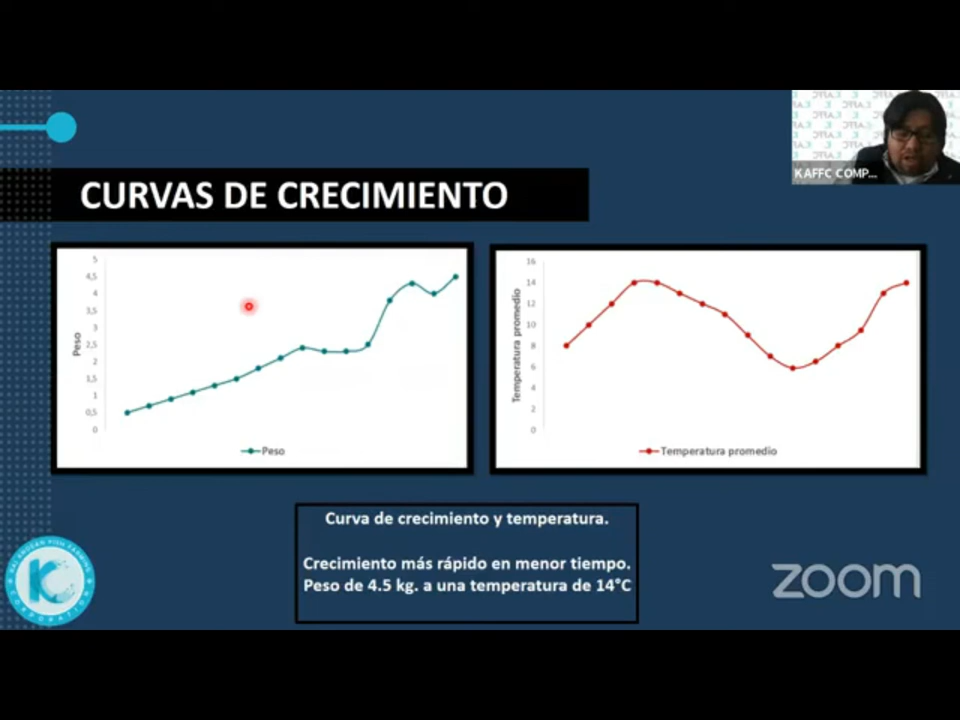 KAFFC COMP...
CURVAS DE CRECIMIENTO
5
4,5
4
3,5
3
2,5
2
1,5
1
0,5
0
Peso
Peso
16
14
12
10
8
6
4
2
0
Temperatura promedio
Temperatura promedio
Curva de crecimiento y temperatura.
Crecimiento más rápido en menor tiempo.
Peso de 4.5 kg. a una temperatura de 14°C
zoom